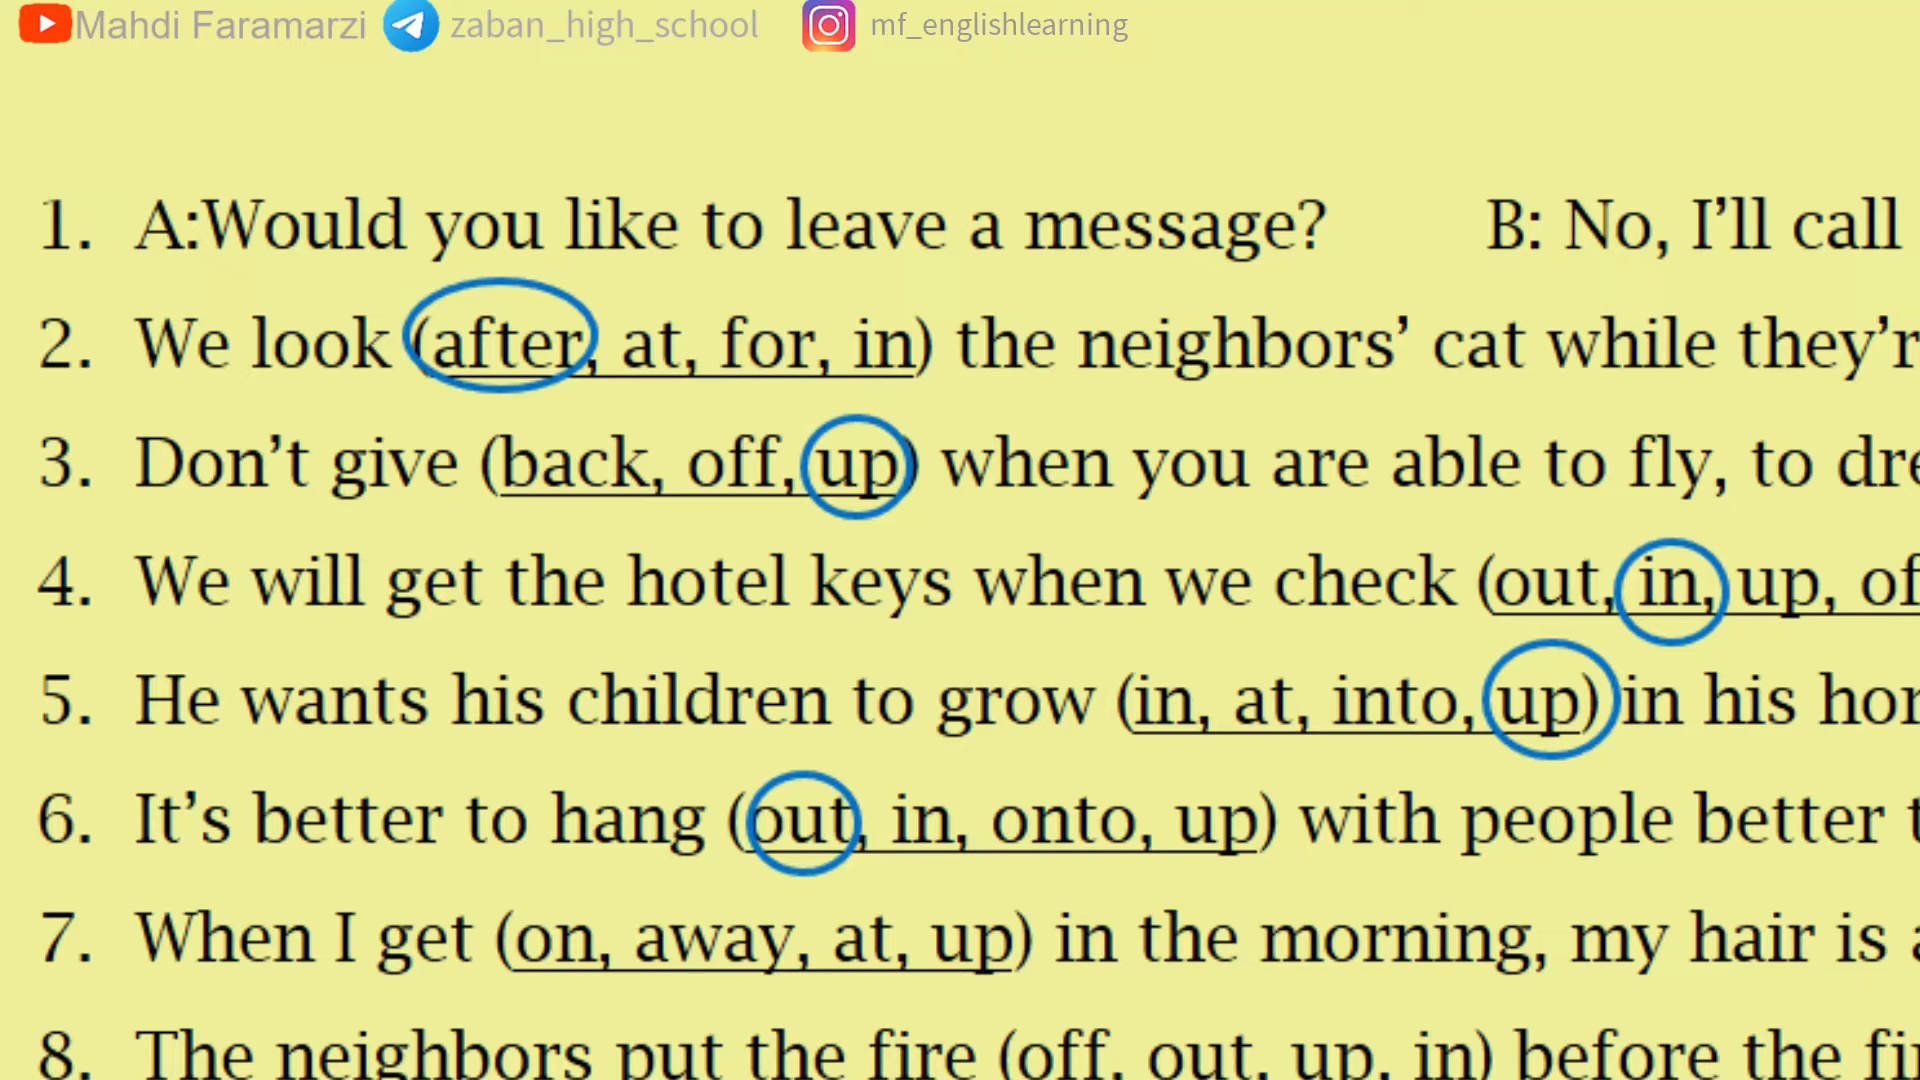 Mahdi Faramarzi zaban_high_school mf_englishlearning
1. A:Would you like to leave a message? B: No, I’ll call
2. We look (after, at, for, in) the neighbors’ cat while they’r
3. Don’t give (back, off, up) when you are able to fly, to dre
4. We will get the hotel keys when we check (out, in, up, of
5. He wants his children to grow (in, at, into, up) in his hor
6. It’s better to hang (out, in, onto, up) with people better t
7. When I get (on, away, at, up) in the morning, my hair is a
8. The neighbors put the fire (off, out, up, in) before the fir